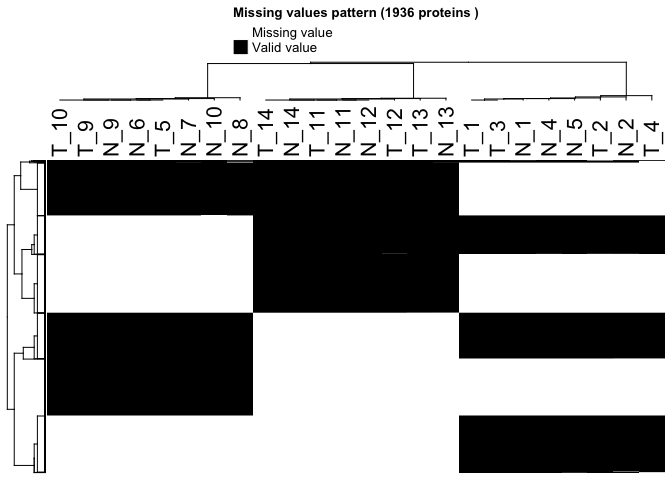 Missing values pattern (1936 proteins )
Missing value
Valid value
T_10
T_9
N_9
N_6
T_5
N_7
N_10
N_8
T_14
N_14
T_11
N_11
N_12
T_12
T_13
N_13
T_1
T_3
N_1
N_4
N_5
T_2
N_2
T_4